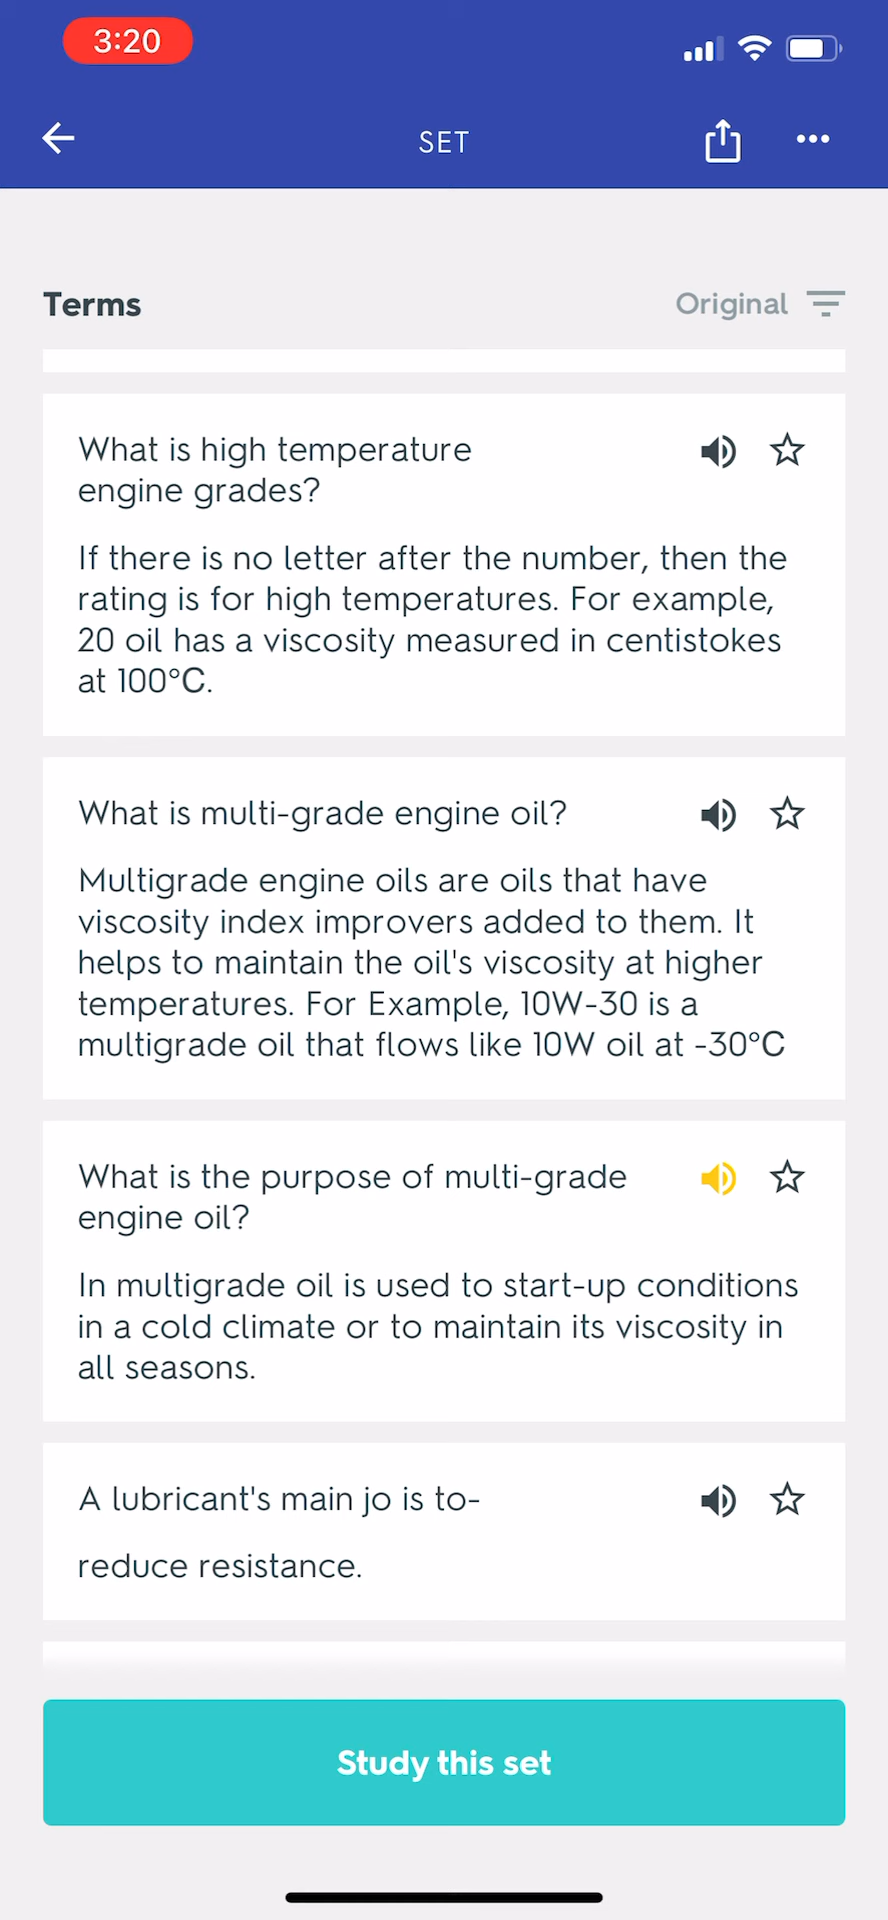 3:20
SET
Terms
Original
What is high temperature
engine grades?
If there is no letter after the number, then the
rating is for high temperatures. For example,
20 oil has a viscosity measured in centistokes
at 100°C.
What is multi-grade engine oil?
Multigrade engine oils are oils that have
viscosity index improvers added to them. It
helps to maintain the oil's viscosity at higher
temperatures. For Example, 10W-30 is a
multigrade oil that flows like 10W oil at -30°C
What is the purpose of multi-grade
engine oil?
In multigrade oil is used to start-up conditions
in a cold climate or to maintain its viscosity in
all seasons.
A lubricant's main jo is to-
reduce resistance.
Study this set